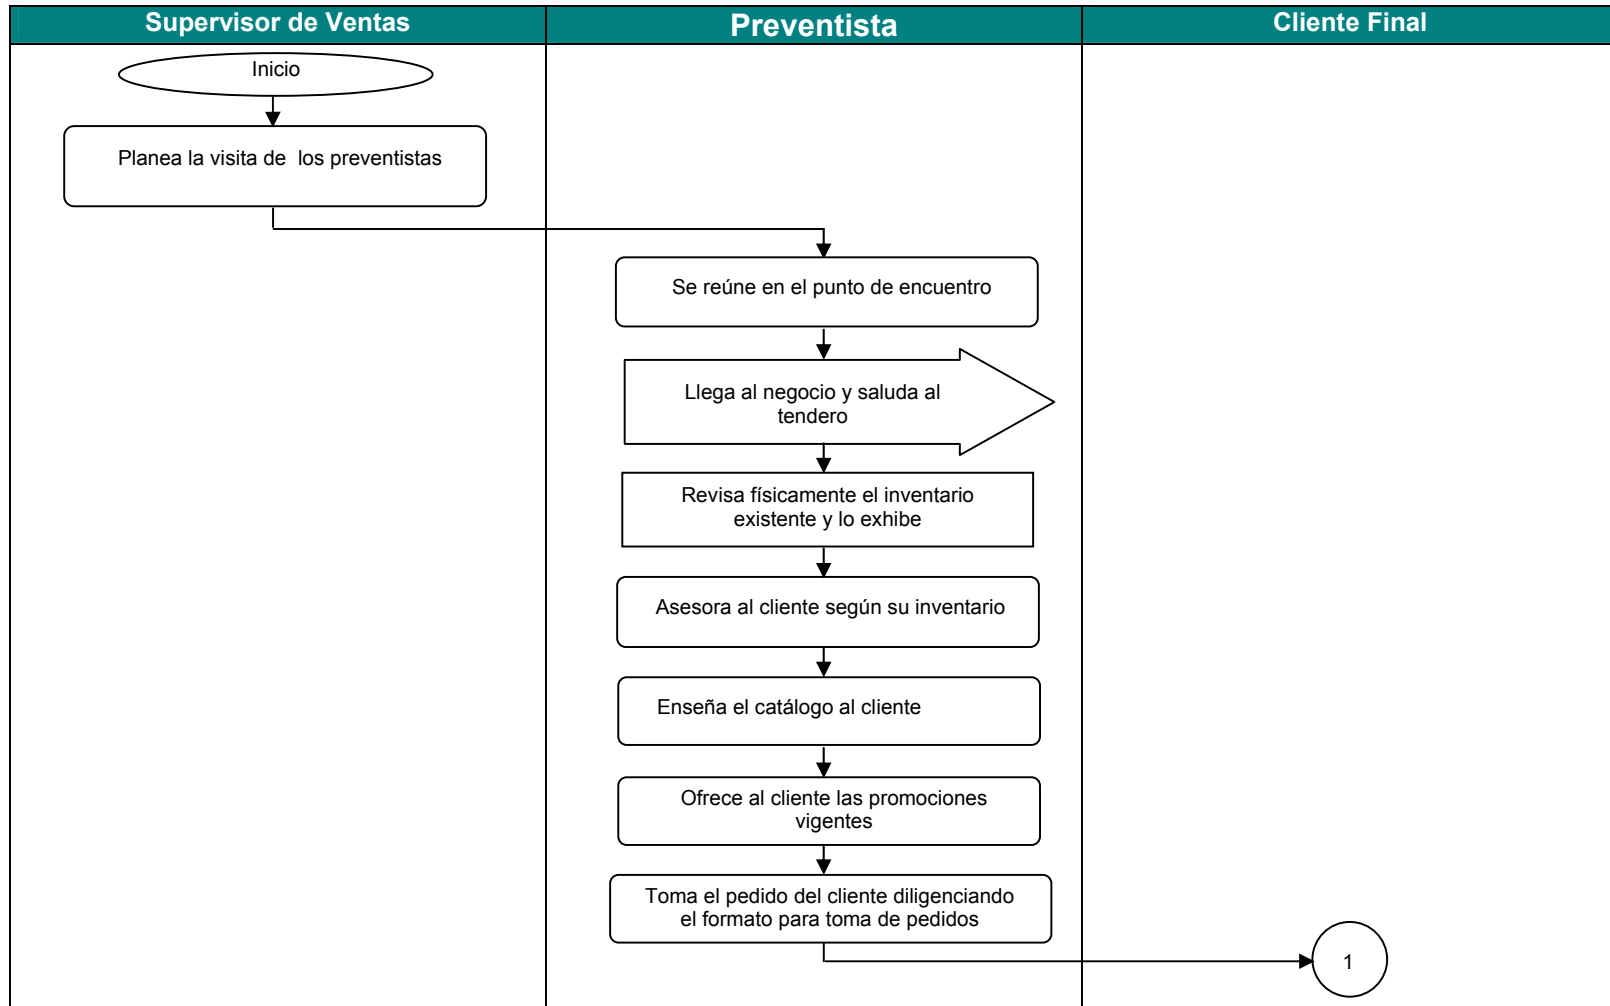 Supervisor de Ventas
Preventista
Cliente Final
Inicio
Planea la visita de los preventistas
Se reúne en el punto de encuentro
Llega al negocio y saluda al
tendero
Revisa físicamente el inventario
existente y lo exhibe
Asesora al cliente según su inventario
Enseña el catálogo al cliente
Ofrece al cliente las promociones
vigentes
Toma el pedido del cliente diligenciando
el formato para toma de pedidos
1